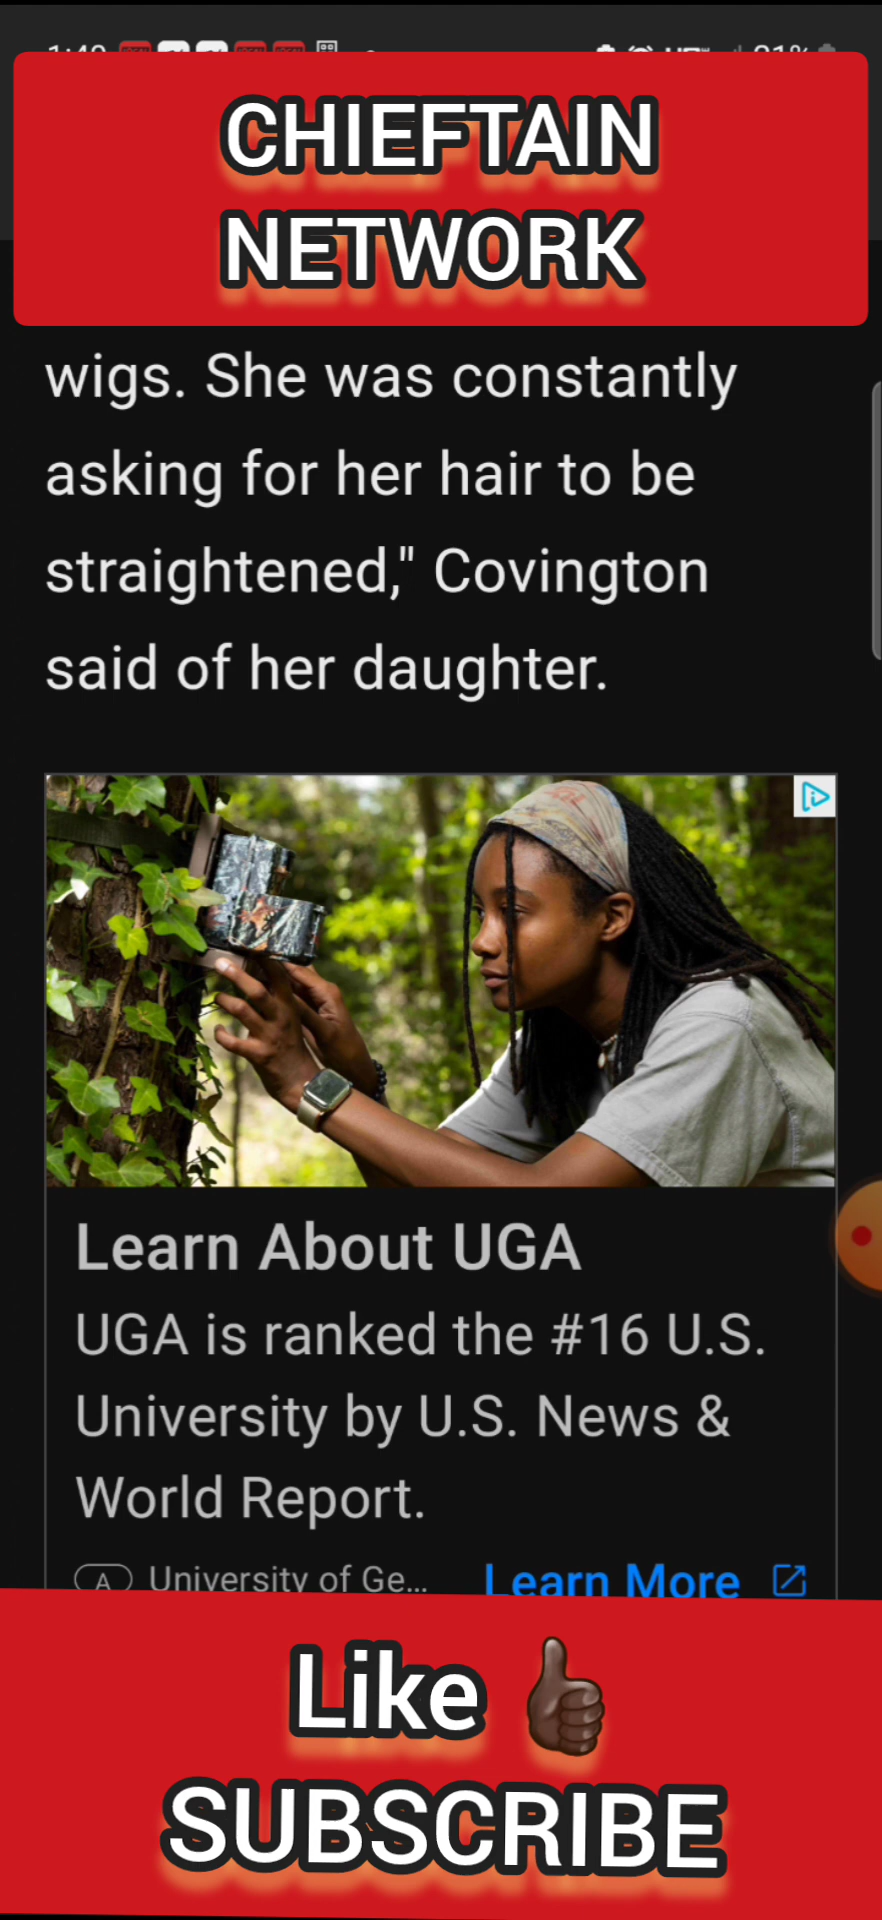 CHIEFTAIN
NETWORK
wigs. She was constantly
asking for her hair to be
straightened," Covington
said of her daughter.
Learn About UGA
UGA is ranked the #16 U.S.
University by U.S. News &
World Report.
University of Ge...
Learn More
Like 👍🏿
SUBSCRIBE